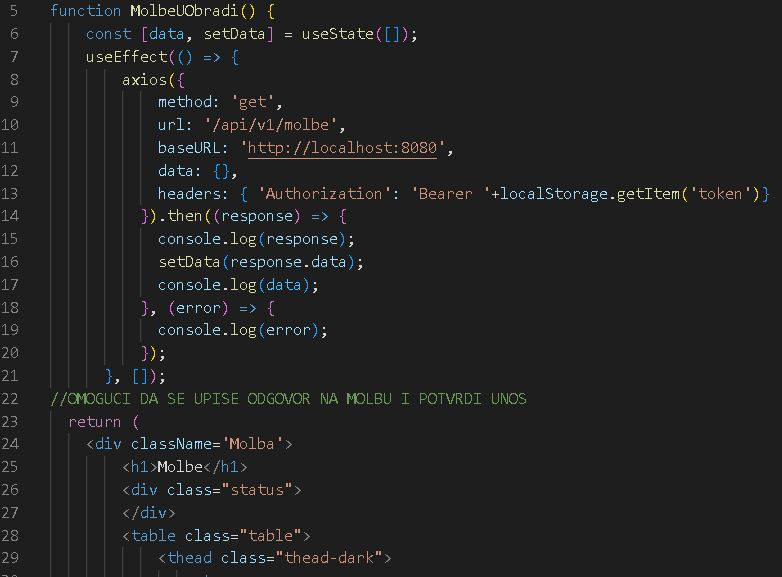 5 function MolbeUObradi() {
6 const [data, setData] = useState([]);
7 useEffect(() => {
8 axios({
9 method: 'get',
10 url: '/api/v1/molbe',
11 baseURL: 'http://localhost:8080',
12 data: {},
13 headers: { 'Authorization': 'Bearer '+localStorage.getItem('token')}
14 }).then((response) => {
15 console.log(response);
16 setData(response.data);
17 console.log(data);
18 }, (error) => {
19 console.log(error);
20 });
21 }, []);
22 //OMOGUCI DA SE UPISE ODGOVOR NA MOLBU I POTVRDI UNOS
23 return (
24 <div className='Molba'>
25 <h1>Molbe</h1>
26 <div class="status">
27 </div>
28 <table class="table">
29 <thead class="thead-dark">